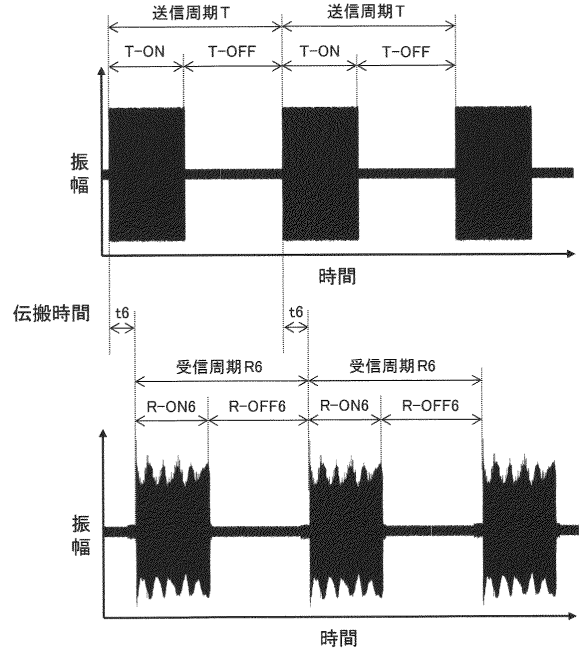 送信周期T 送信周期T
T-ON T-OFF T-ON T-OFF
振幅
時間
伝搬時間 t6 t6
受信周期R6 受信周期R6
R-ON6 R-OFF6 R-ON6 R-OFF6
振幅
時間